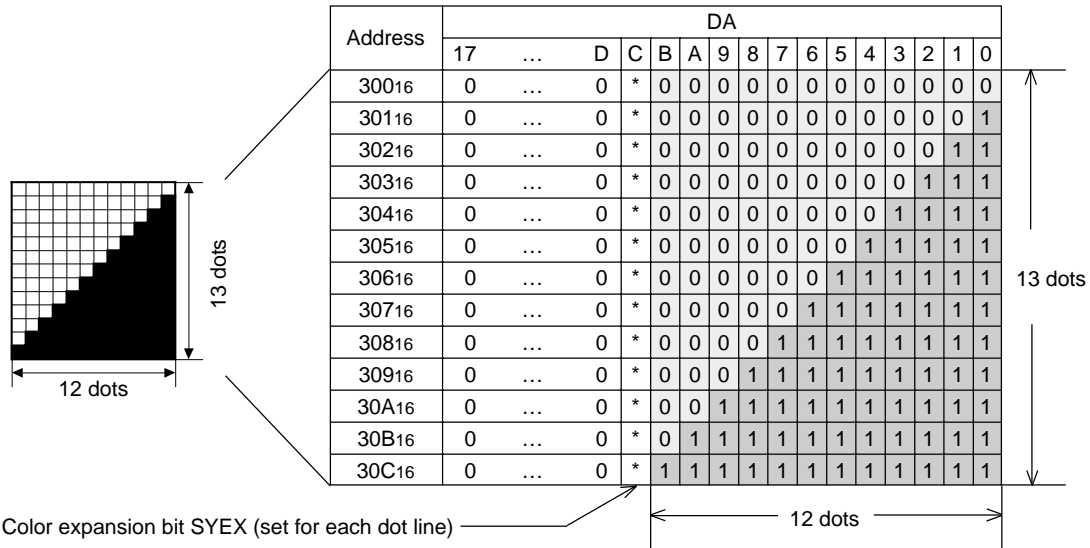 Address DA
17 … D C B A 9 8 7 6 5 4 3 2 1 0
300₁₆ 0 … 0 * 0 0 0 0 0 0 0 0 0 0 0 0
301₁₆ 0 … 0 * 0 0 0 0 0 0 0 0 0 0 0 1
302₁₆ 0 … 0 * 0 0 0 0 0 0 0 0 0 0 1 1
303₁₆ 0 … 0 * 0 0 0 0 0 0 0 0 0 1 1 1
304₁₆ 0 … 0 * 0 0 0 0 0 0 0 0 1 1 1 1
305₁₆ 0 … 0 * 0 0 0 0 0 0 0 1 1 1 1 1
306₁₆ 0 … 0 * 0 0 0 0 0 0 1 1 1 1 1 1
307₁₆ 0 … 0 * 0 0 0 0 0 1 1 1 1 1 1 1
308₁₆ 0 … 0 * 0 0 0 0 1 1 1 1 1 1 1 1
309₁₆ 0 … 0 * 0 0 0 1 1 1 1 1 1 1 1 1
30A₁₆ 0 … 0 * 0 0 1 1 1 1 1 1 1 1 1 1
30B₁₆ 0 … 0 * 0 1 1 1 1 1 1 1 1 1 1 1
30C₁₆ 0 … 0 * 1 1 1 1 1 1 1 1 1 1 1 1
13 dots
13 dots
12 dots
12 dots
Color expansion bit SYEX (set for each dot line)